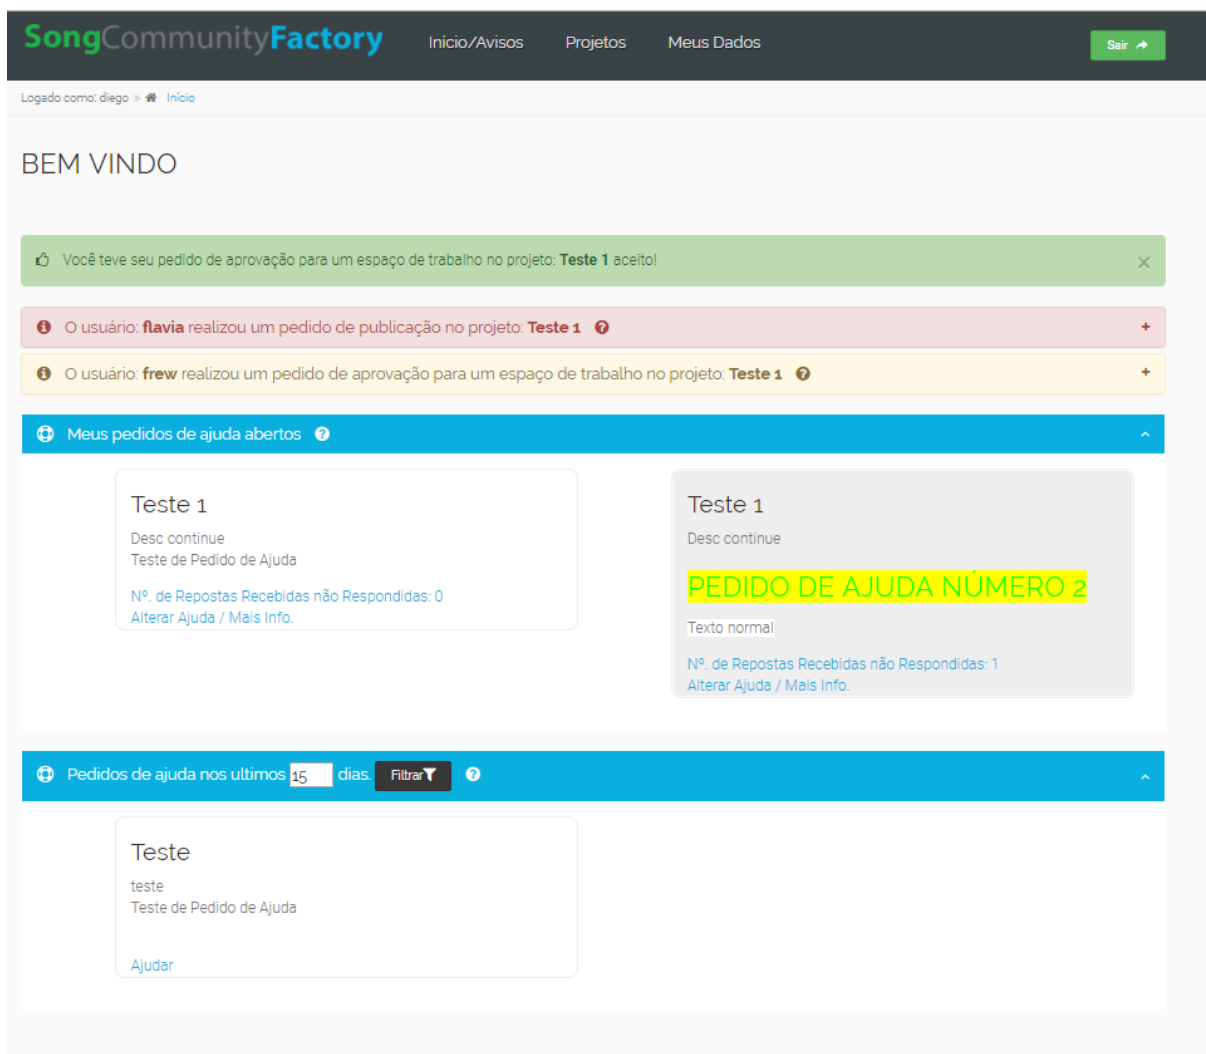 SongCommunityFactory Início/Avisos Projetos Meus Dados Sair
Logado como: diego » Início
BEM VINDO
Você teve seu pedido de aprovação para um espaço de trabalho no projeto: Teste 1 aceito! ×
O usuário: flavia realizou um pedido de publicação no projeto: Teste 1 +
O usuário: frew realizou um pedido de aprovação para um espaço de trabalho no projeto: Teste 1 +
Meus pedidos de ajuda abertos
Teste 1
Desc continue
Teste de Pedido de Ajuda
Nº. de Repostas Recebidas não Respondidas: 0
Alterar Ajuda / Mais Info.
Teste 1
Desc continue
PEDIDO DE AJUDA NÚMERO 2
Texto normal
Nº. de Repostas Recebidas não Respondidas: 1
Alterar Ajuda / Mais Info.
Pedidos de ajuda nos ultimos 15 dias. Filtrar
Teste
teste
Teste de Pedido de Ajuda
Ajudar